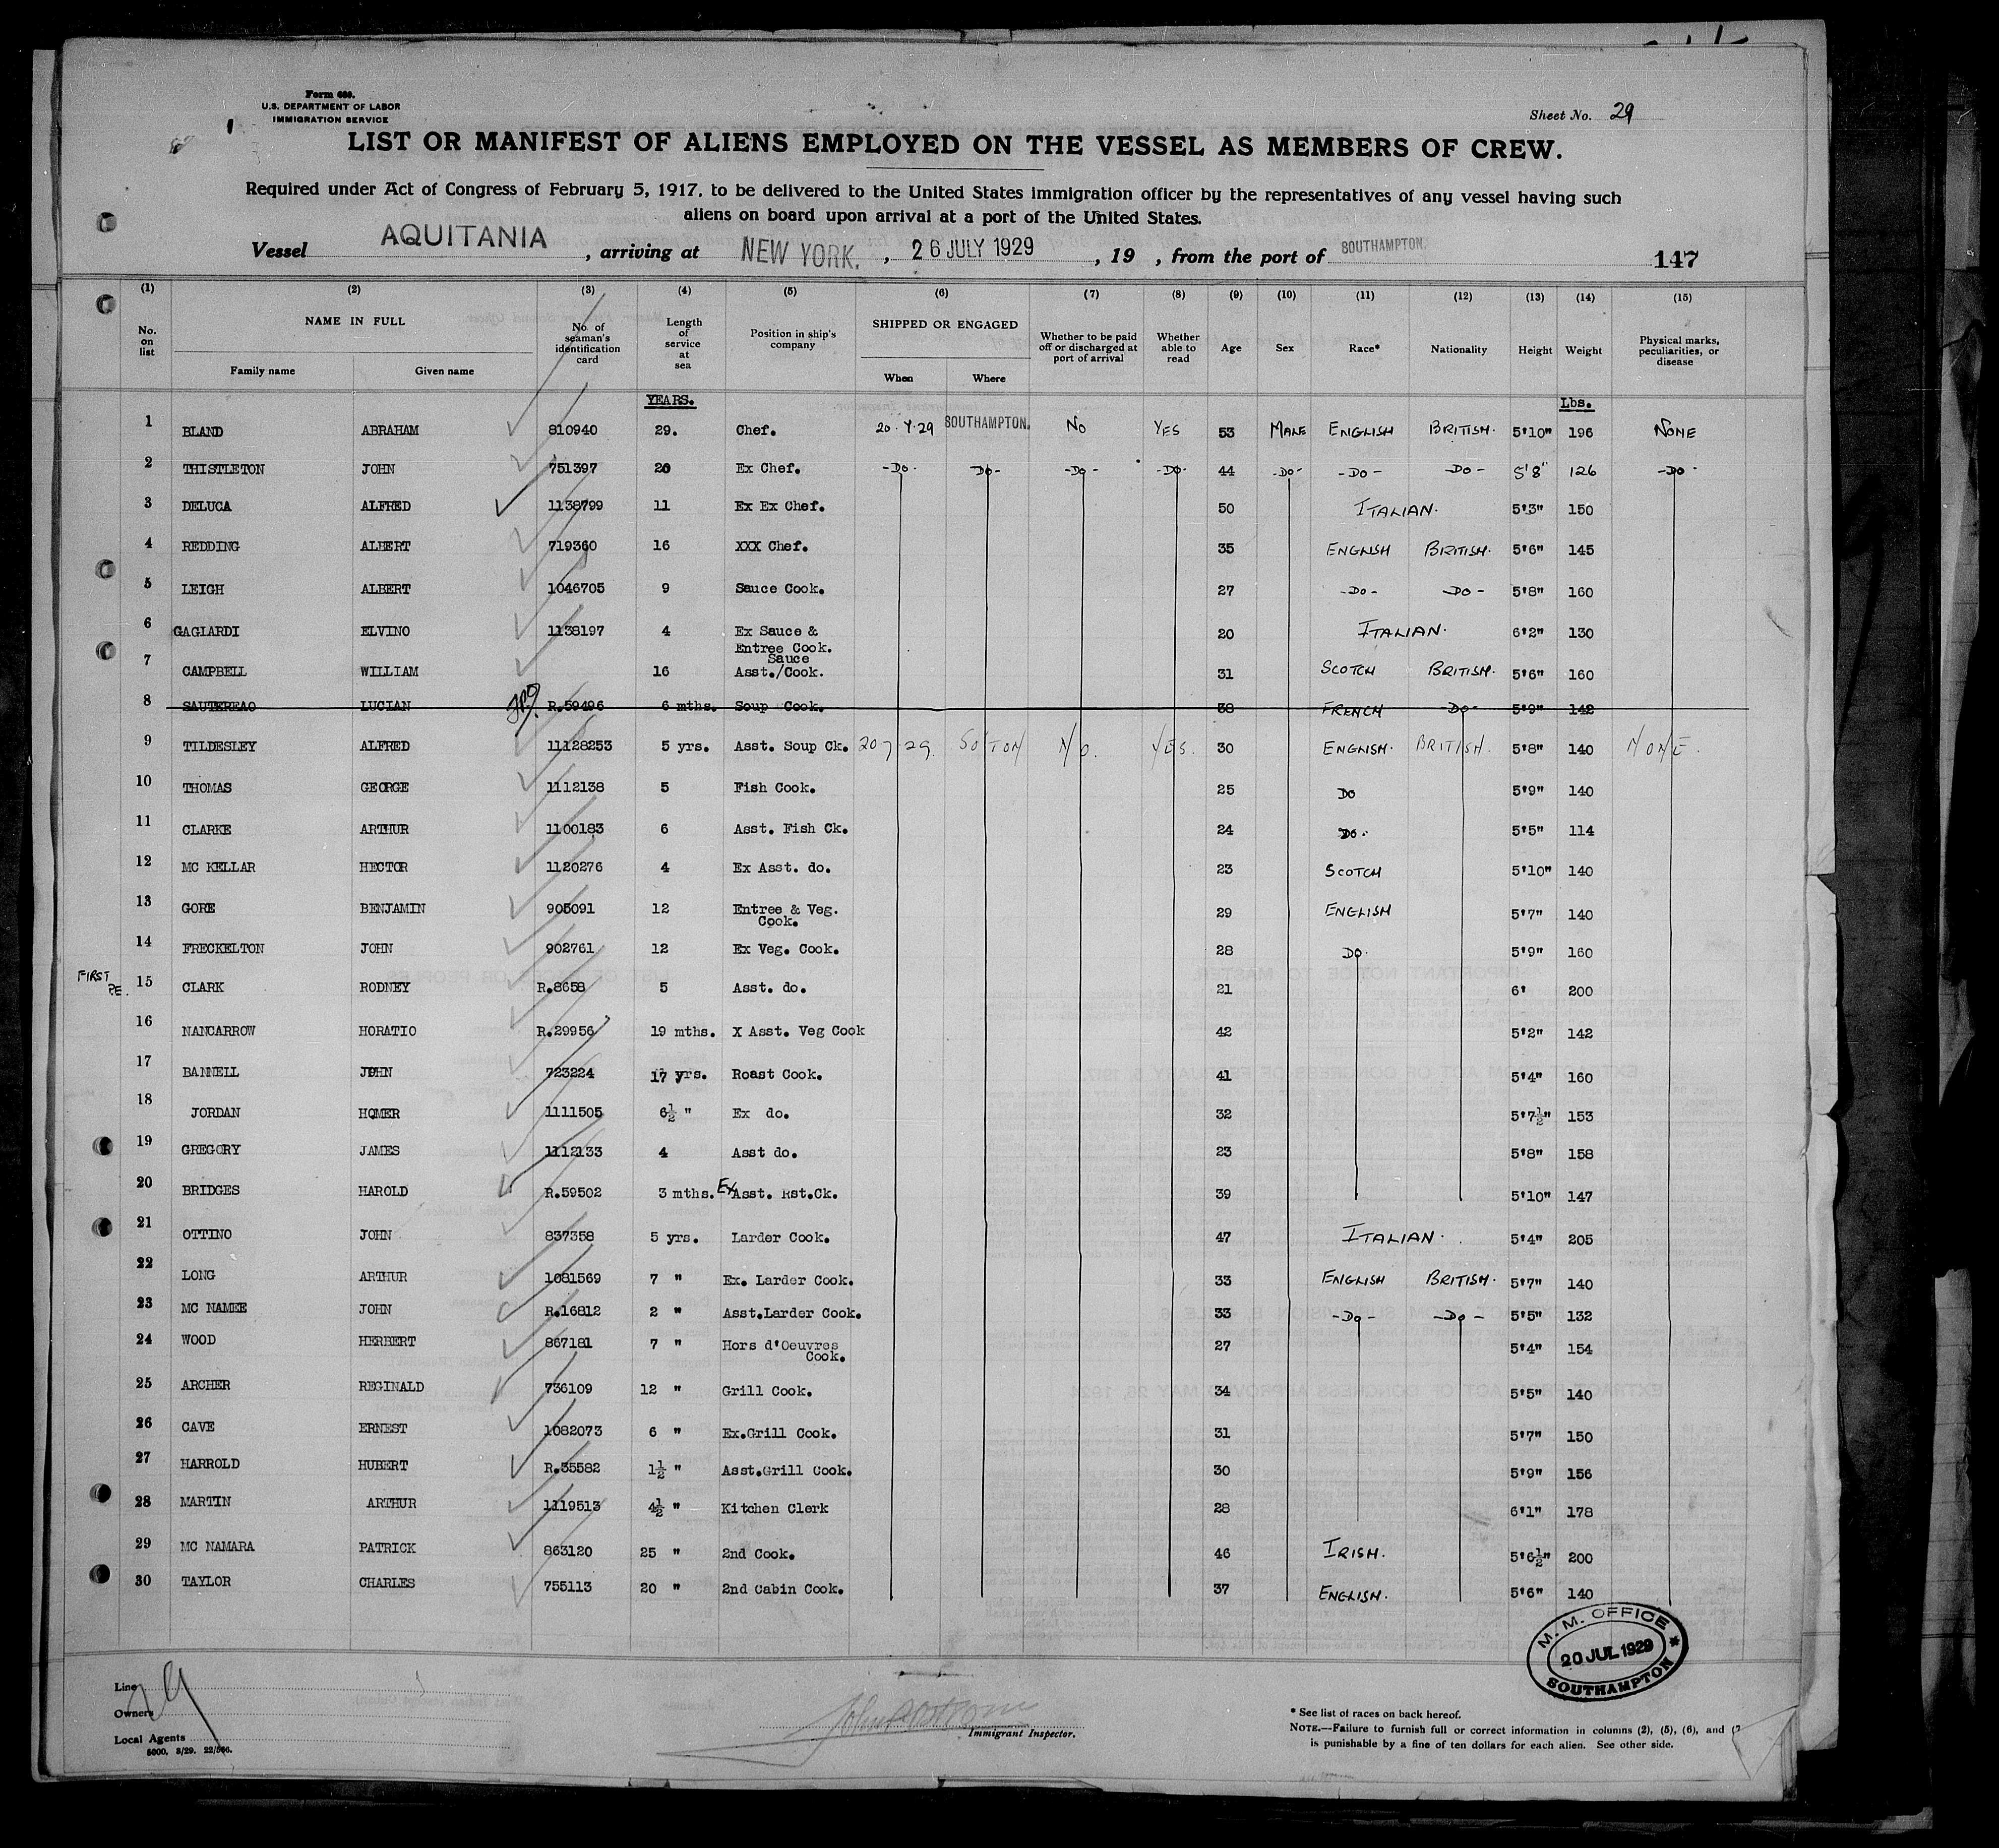 Form 680.
U.S. DEPARTMENT OF LABOR
IMMIGRATION SERVICE
Sheet No. 29
LIST OR MANIFEST OF ALIENS EMPLOYED ON THE VESSEL AS MEMBERS OF CREW.
Required under Act of Congress of February 5, 1917, to be delivered to the United States immigration officer by the representatives of any vessel having such
aliens on board upon arrival at a port of the United States.
Vessel AQUITANIA , arriving at NEW YORK. , 26 JULY 1929 , 19 , from the port of SOUTHAMPTON. 147
(1) (2) (3) (4) (5) (6) (7) (8) (9) (10) (11) (12) (13) (14) (15)
No. on list NAME IN FULL Family name Given name No. of seaman's identification card Length of service at sea Position in ship's company SHIPPED OR ENGAGED When Where Whether to be paid off or discharged at port of arrival Whether able to read Age Sex Race* Nationality Height Weight Physical marks, peculiarities, or disease
YEARS. Lbs.
1 BLAND ABRAHAM 810940 29. Chef. 20.7.29 SOUTHAMPTON. NO YES 53 MALE ENGLISH BRITISH. 5'10" 196 NONE
2 THISTLETON JOHN 751397 20 Ex Chef. -DO- -DO- -DO- -DO- 44 -DO- -DO- -DO- 5'8" 126 -DO-
3 DELUCA ALFRED 1138799 11 Ex Ex Chef. 50 ITALIAN. 5'3" 150
4 REDDING ALBERT 719360 16 XXX Chef. 35 ENGLISH BRITISH. 5'6" 145
5 LEIGH ALBERT 1046705 9 Sauce Cook. 27 -DO- -DO- 5'8" 160
6 GAGIARDI ELVINO 1138197 4 Ex Sauce & Entree Cook. 20 ITALIAN. 6'2" 130
7 CAMPBELL WILLIAM 16 Asst./Sauce Cook. 31 SCOTCH BRITISH. 5'6" 160
8 SAUTEREAO LUCIAN R.59496 6 mths. Soup Cook. 38 FRENCH -DO- 5'9" 142
9 TILDESLEY ALFRED 11128253 5 yrs. Asst. Soup Ck. 20 7 29. SO'TON NO. YES. 30 ENGLISH. BRITISH. 5'8" 140 NONE.
10 THOMAS GEORGE 1112138 5 Fish Cook. 25 DO 5'9" 140
11 CLARKE ARTHUR 1100183 6 Asst. Fish Ck. 24 DO. 5'5" 114
12 MC KELLAR HECTOR 1120276 4 Ex Asst. do. 23 SCOTCH 5'10" 140
13 GORE BENJAMIN 905091 12 Entree & Veg. Cook. 29 ENGLISH 5'7" 140
14 FRECKELTON JOHN 902761 12 Ex Veg. Cook. 28 DO. 5'9" 160
FIRST
15 CLARK RODNEY R.8658 5 Asst. do. 21 6' 200
16 NANCARROW HORATIO R.29956 19 mths. X Asst. Veg Cook 42 5'2" 142
17 BANNELL JOHN 723224 17 yrs. Roast Cook. 41 5'4" 160
18 JORDAN HOMER 1111505 6½ " Ex do. 32 5'7½" 153
19 GREGORY JAMES 1112133 4 Asst do. 23 5'8" 158
20 BRIDGES HAROLD R.59502 3 mths. Ex Asst. Rst.Ck. 39 5'10" 147
21 OTTINO JOHN 837358 5 yrs. Larder Cook. 47 ITALIAN. 5'4" 205
22 LONG ARTHUR 1081569 7 " Ex. Larder Cook. 33 ENGLISH BRITISH. 5'7" 140
23 MC NAMEE JOHN R.16812 2 " Asst.Larder Cook. 33 -DO- -DO- 5'5" 132
24 WOOD HERBERT 867181 7 " Hors d'Oeuvres Cook. 27 5'4" 154
25 ARCHER REGINALD 736109 12 " Grill Cook. 34 5'5" 140
26 CAVE ERNEST 1082073 6 " Ex.Grill Cook. 31 5'7" 150
27 HARROLD HUBERT R.35582 1½ " Asst.Grill Cook. 30 5'9" 156
28 MARTIN ARTHUR 1119513 4½ " Kitchen Clerk 28 6'1" 178
29 MC NAMARA PATRICK 863120 25 " 2nd Cook. 46 IRISH. 5'6½" 200
30 TAYLOR CHARLES 755113 20 " 2nd Cabin Cook. 37 ENGLISH. 5'6" 140
M. M. OFFICE
20 JUL 1929
SOUTHAMPTON
Line
Owners
Local Agents
5000. 3/29.
Immigrant Inspector.
* See list of races on back hereof.
NOTE.—Failure to furnish full or correct information in columns (2), (5), (6), and (7
is punishable by a fine of ten dollars for each alien. See other side.